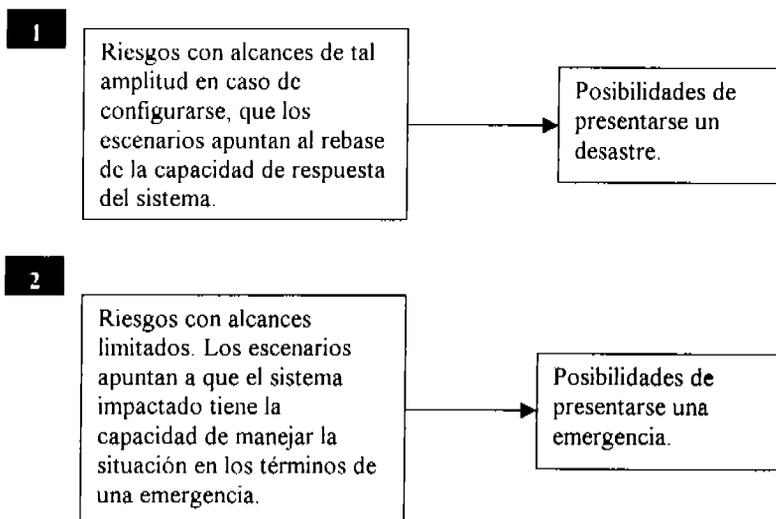 1
Riesgos con alcances de tal
amplitud en caso de
configurarse, que los
escenarios apuntan al rebase
de la capacidad de respuesta
del sistema.
Posibilidades de
presentarse un
desastre.
2
Riesgos con alcances
limitados. Los escenarios
apuntan a que el sistema
impactado tiene la
capacidad de manejar la
situación en los términos de
una emergencia.
Posibilidades de
presentarse una
emergencia.